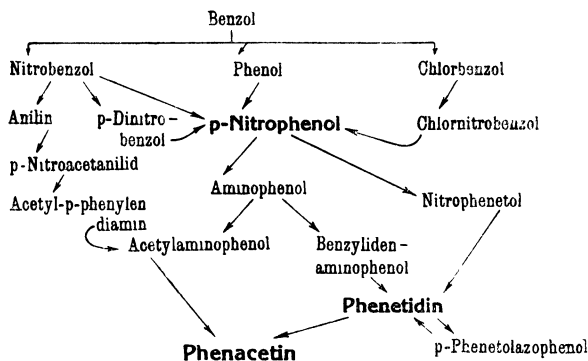 Benzol
Nitrobenzol Phenol Chlorbenzol
Anilin p-Dinitro-
benzol p-Nitrophenol Chlornitrobenzol
p-Nitroacetanilid
Acetyl-p-phenylen
diamin
Aminophenol Nitrophenetol
Acetylaminophenol Benzyliden-
aminophenol
Phenetidin
Phenacetin p-Phenetolazophenol